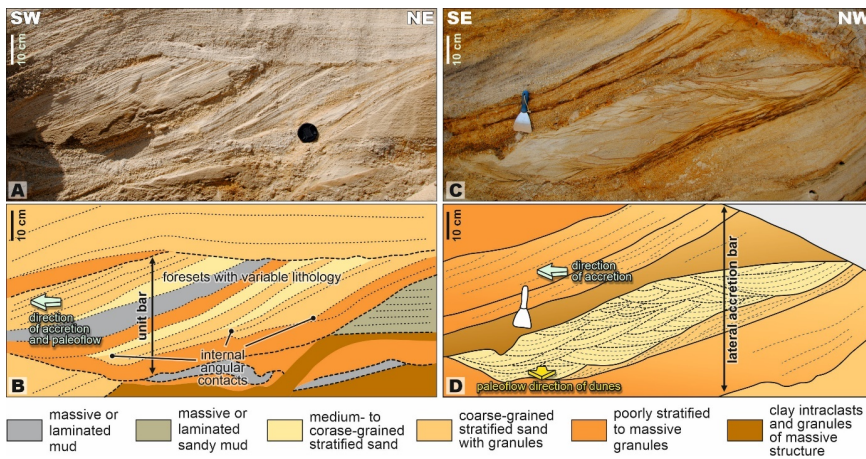 SW
NE
10 cm
A
SE
NW
10 cm
C
10 cm
foresets with variable lithology
unit bar
direction
of accretion
and paleoflow
internal
angular
contacts
B
10 cm
direction
of accretion
lateral accretion bar
paleoflow direction of dunes
D
massive or
laminated
mud
massive or
laminated
sandy mud
medium- to
corase-grained
stratified sand
coarse-grained
stratified sand
with granules
poorly stratified
to massive
granules
clay intraclasts
and granules
of massive
structure